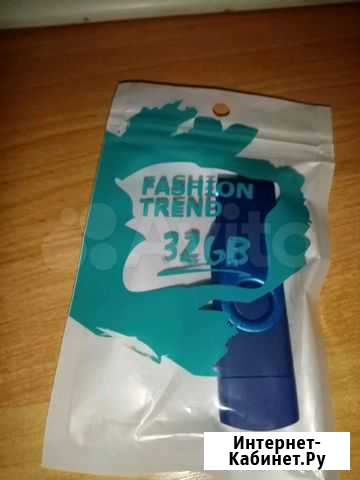 FASHION
TREND
32GB
Avito
Интернет-
Кабинет.Ру